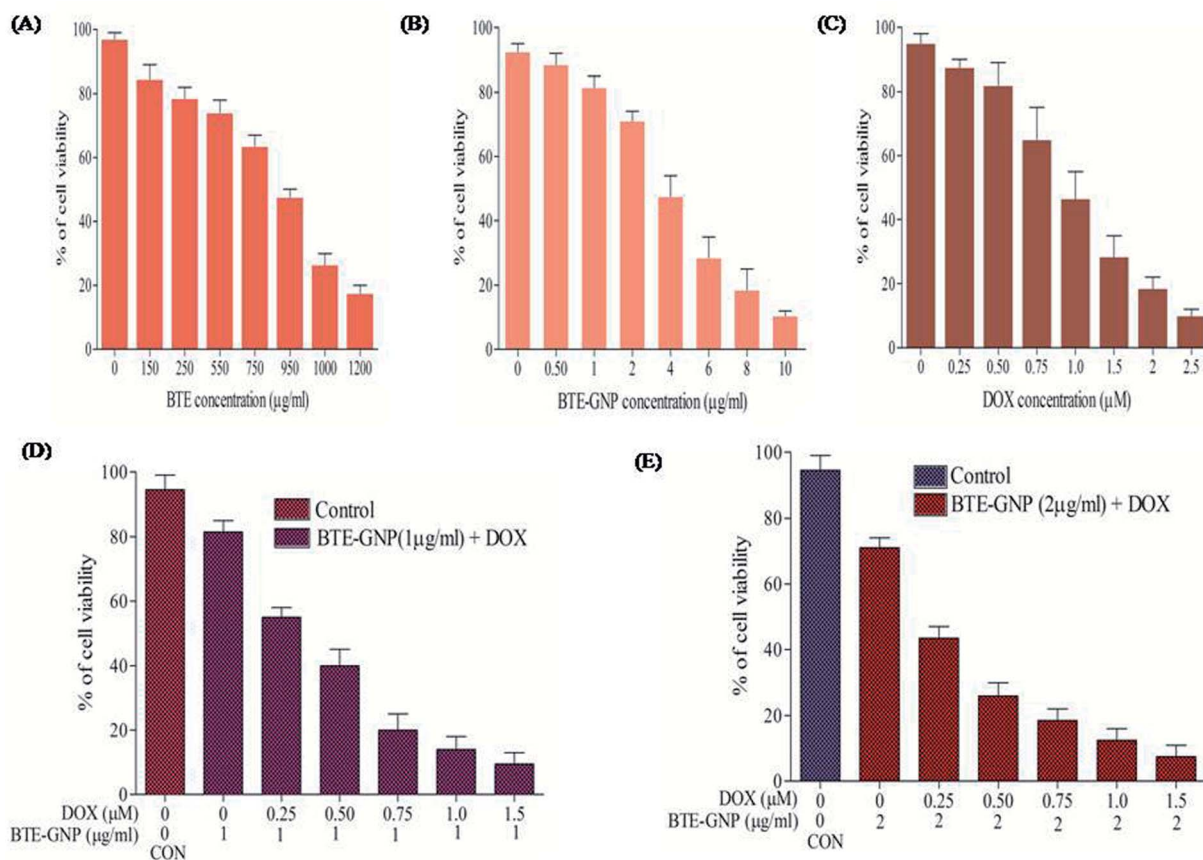 (A)
100
80
60
40
20
0
% of cell viability
0 150 250 550 750 950 1000 1200
BTE concentration (µg/ml)
(B)
100
80
60
40
20
0
% of cell viability
0 0.50 1 2 4 6 8 10
BTE-GNP concentration (µg/ml)
(C)
100
80
60
40
20
0
% of cell viability
0 0.25 0.50 0.75 1.0 1.5 2 2.5
DOX concentration (µM)
(D)
100
80
60
40
20
0
% of cell viability
Control
BTE-GNP(1µg/ml) + DOX
DOX (µM) 0 0 0.25 0.50 0.75 1.0 1.5
BTE-GNP (µg/ml) 0 1 1 1 1 1 1
CON
(E)
100
80
60
40
20
0
% of cell viability
Control
BTE-GNP (2µg/ml) + DOX
DOX (µM) 0 0 0.25 0.50 0.75 1.0 1.5
BTE-GNP (µg/ml) 0 2 2 2 2 2 2
CON